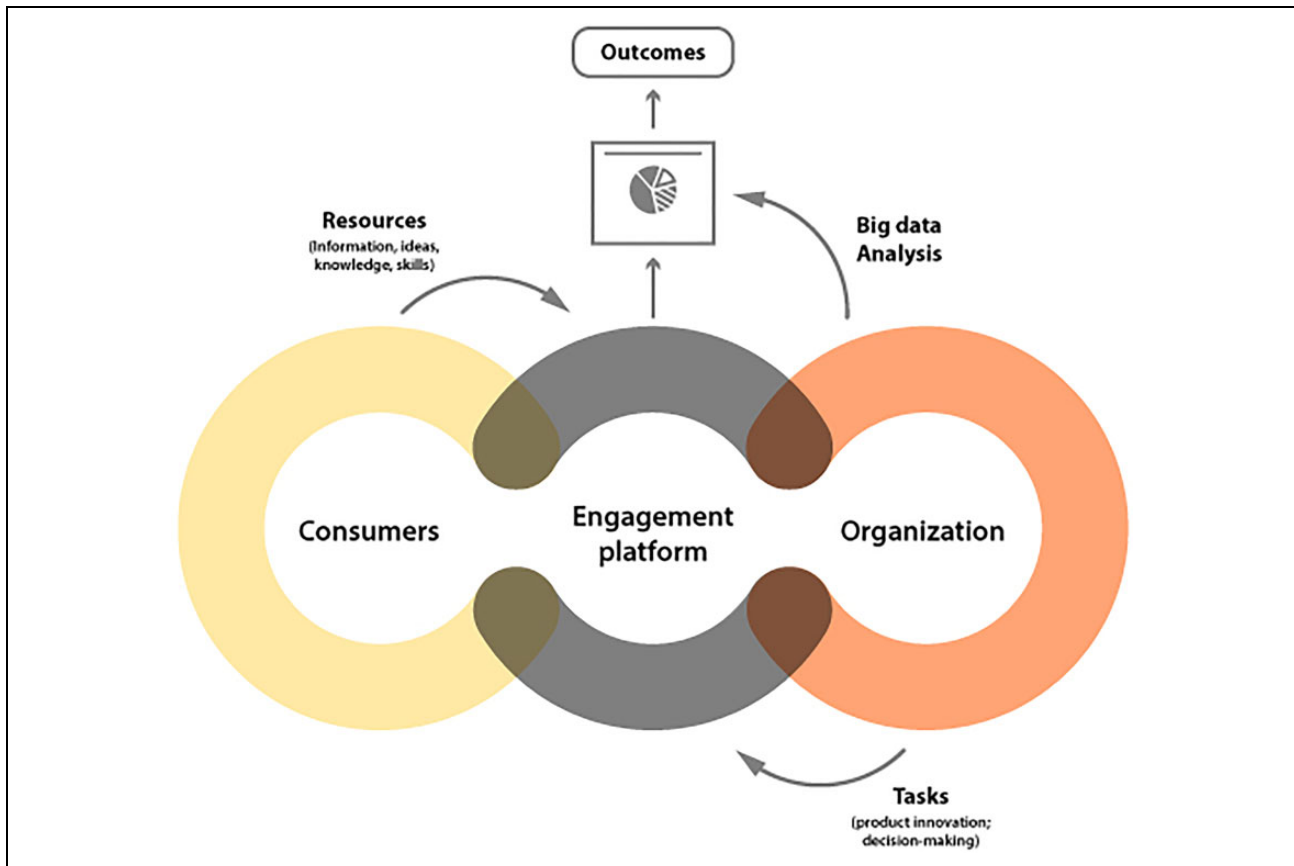 Outcomes
Resources
(Information, ideas,
knowledge, skills)
Big data
Analysis
Consumers
Engagement
platform
Organization
Tasks
(product innovation;
decision-making)